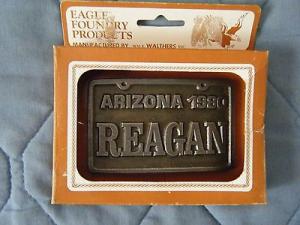 EAGLE
FOUNDRY
PRODUCTS
MANUFACTURED BY WM. K. WALTHERS, INC.
ARIZONA 1980
REAGAN